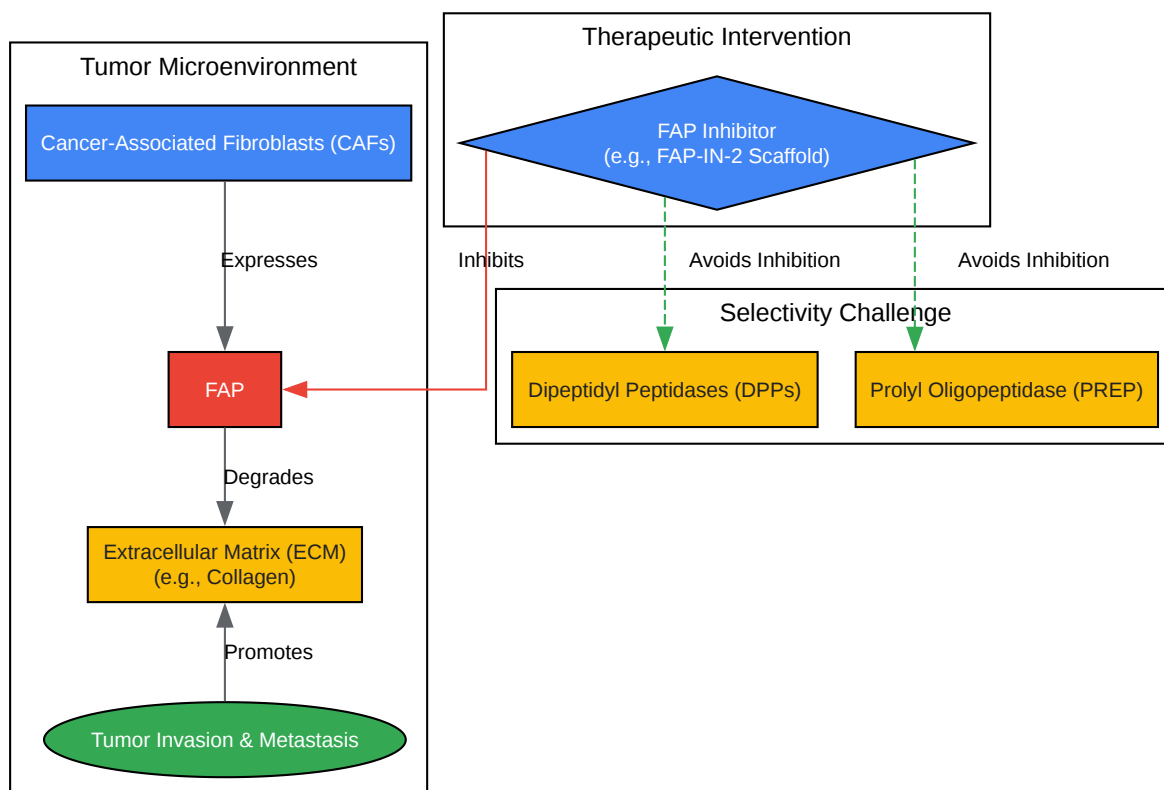 Tumor Microenvironment
Cancer-Associated Fibroblasts (CAFs)
Expresses
FAP
Degrades
Extracellular Matrix (ECM)
(e.g., Collagen)
Promotes
Tumor Invasion & Metastasis
Therapeutic Intervention
FAP Inhibitor
(e.g., FAP-IN-2 Scaffold)
Inhibits
Avoids Inhibition
Avoids Inhibition
Selectivity Challenge
Dipeptidyl Peptidases (DPPs)
Prolyl Oligopeptidase (PREP)